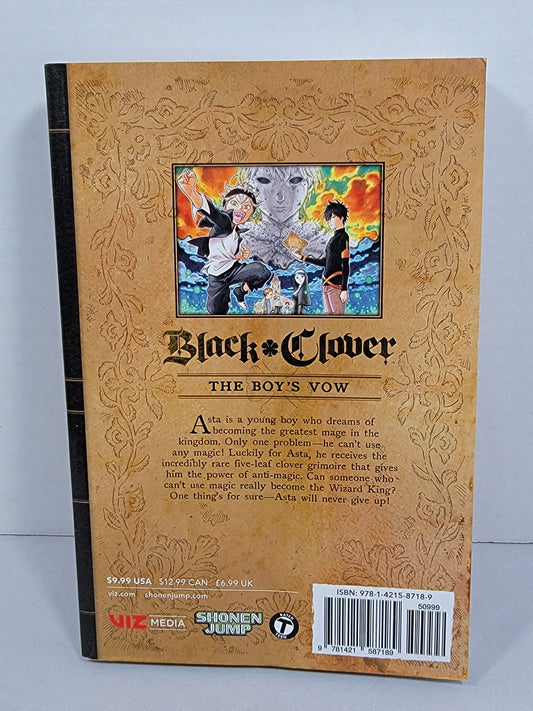 Black Clover
THE BOY'S VOW
Asta is a young boy who dreams of
becoming the greatest mage in the
kingdom. Only one problem—he can't use
any magic! Luckily for Asta, he receives the
incredibly rare five-leaf clover grimoire that gives
him the power of anti-magic. Can someone who
can't use magic really become the Wizard King?
One thing's for sure—Asta will never give up!
$9.99 USA $12.99 CAN £6.99 UK
viz.com shonenjump.com
VIZ MEDIA
SHONEN
JUMP
RATED
T
TEEN
ISBN: 978-1-4215-8718-9
50999
9 781421 587189